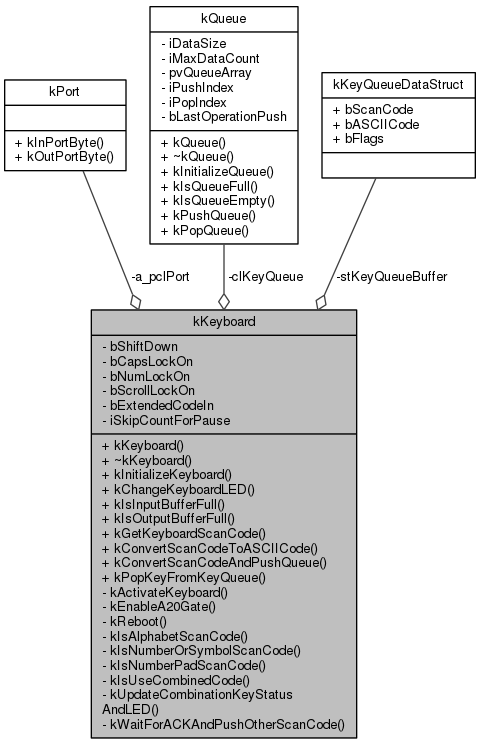 kQueue
- iDataSize
- iMaxDataCount
- pvQueueArray
- iPushIndex
- iPopIndex
- bLastOperationPush
+ kQueue()
+ ~kQueue()
+ kInitializeQueue()
+ kIsQueueFull()
+ kIsQueueEmpty()
+ kPushQueue()
+ kPopQueue()
kPort
+ kInPortByte()
+ kOutPortByte()
kKeyQueueDataStruct
+ bScanCode
+ bASCIICode
+ bFlags
-a_pclPort
-clKeyQueue
-stKeyQueueBuffer
kKeyboard
- bShiftDown
- bCapsLockOn
- bNumLockOn
- bScrollLockOn
- bExtendedCodeIn
- iSkipCountForPause
+ kKeyboard()
+ ~kKeyboard()
+ kInitializeKeyboard()
+ kChangeKeyboardLED()
+ kIsInputBufferFull()
+ kIsOutputBufferFull()
+ kGetKeyboardScanCode()
+ kConvertScanCodeToASCIICode()
+ kConvertScanCodeAndPushQueue()
+ kPopKeyFromKeyQueue()
- kActivateKeyboard()
- kEnableA20Gate()
- kReboot()
- kIsAlphabetScanCode()
- kIsNumberOrSymbolScanCode()
- kIsNumberPadScanCode()
- kIsUseCombinedCode()
- kUpdateCombinationKeyStatus
AndLED()
- kWaitForACKAndPushOtherScanCode()